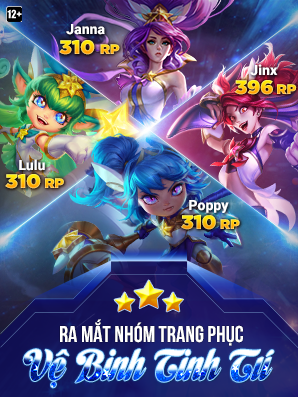 12+
Janna
310 RP
Jinx
396 RP
Lulu
310 RP
Poppy
310 RP
RA MẮT NHÓM TRANG PHỤC
Vệ Binh Tinh Tú